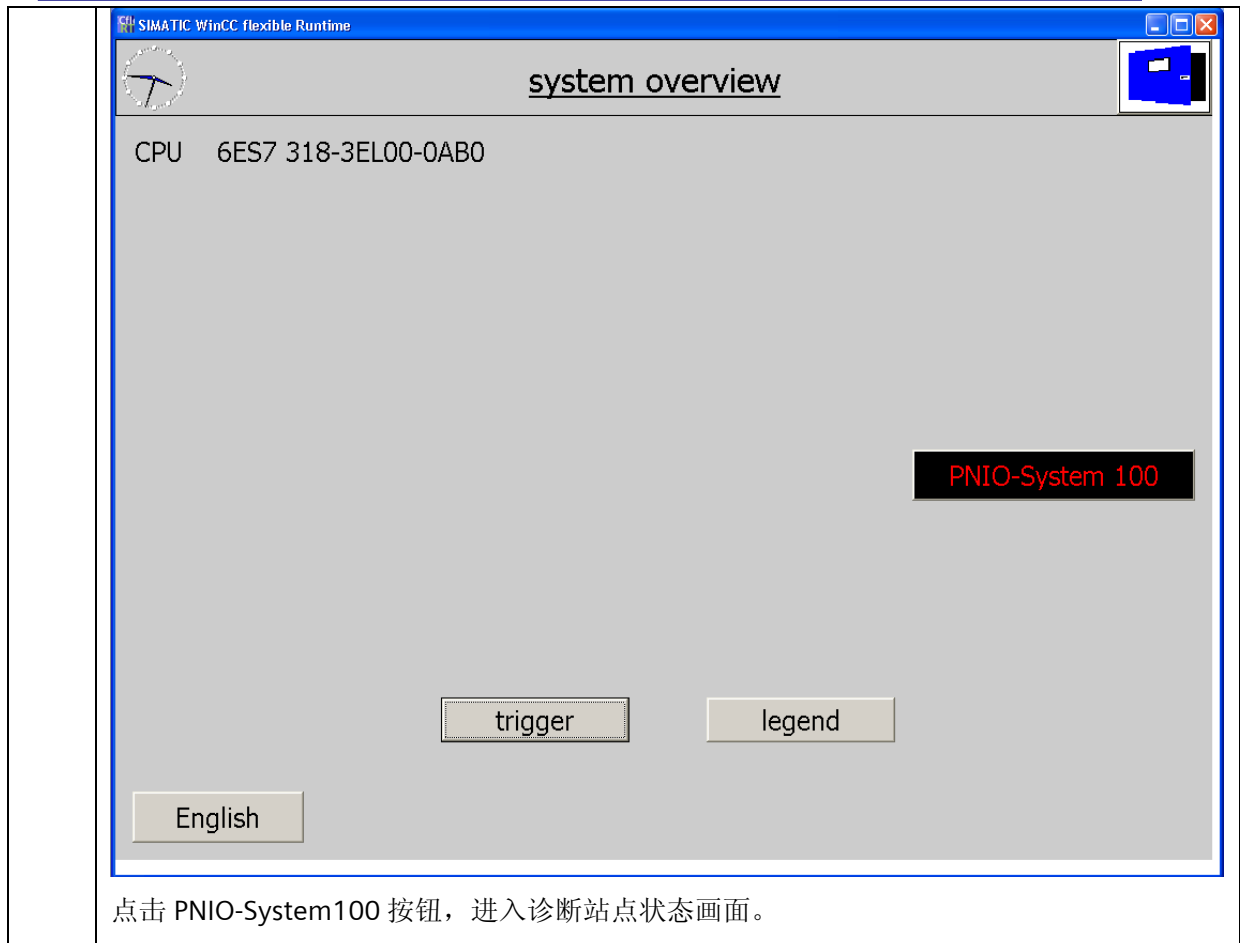 SIMATIC WinCC flexible Runtime
system overview
CPU 6ES7 318-3EL00-0AB0
PNIO-System 100
trigger legend
English
点击 PNIO-System100 按钮，进入诊断站点状态画面。